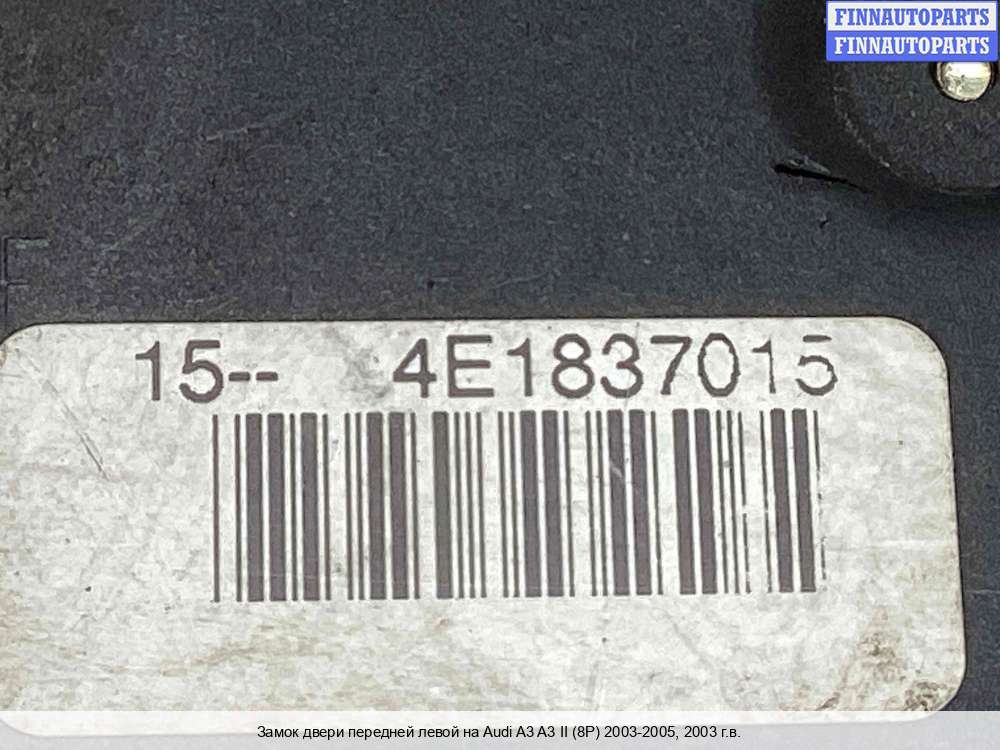 FINNAUTOPARTS
FINNAUTOPARTS
15-- 4E1837015
Замок двери передней левой на Audi A3 A3 II (8P) 2003-2005, 2003 г.в.